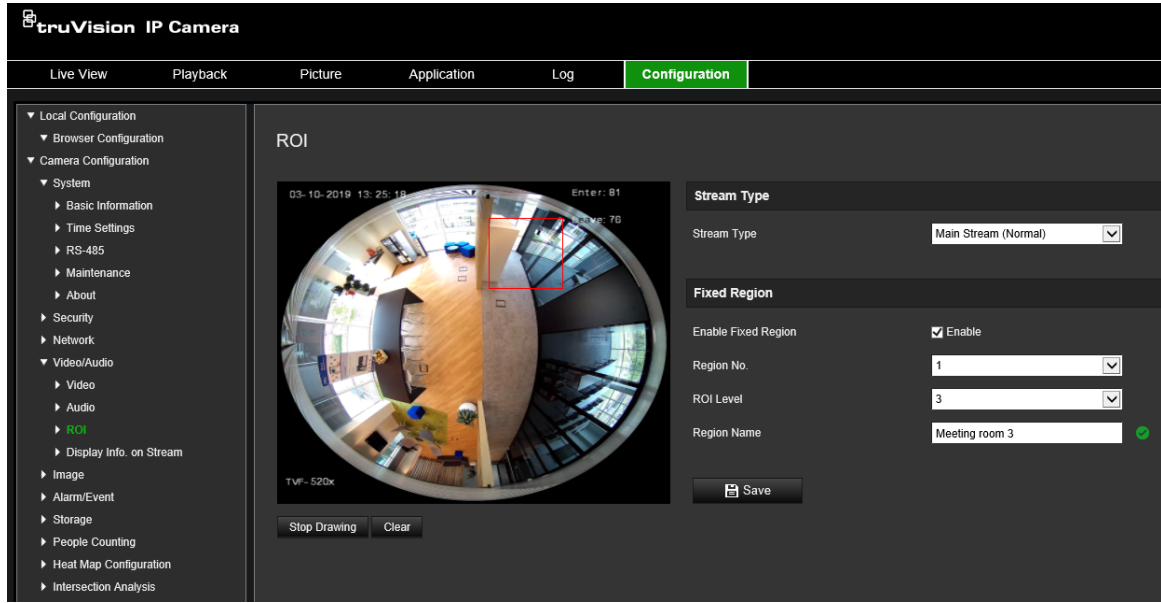 truVision IP Camera
Live View Playback Picture Application Log Configuration
Local Configuration
Browser Configuration
Camera Configuration
System
Basic Information
Time Settings
RS-485
Maintenance
About
Security
Network
Video/Audio
Video
Audio
ROI
Display Info. on Stream
Image
Alarm/Event
Storage
People Counting
Heat Map Configuration
Intersection Analysis
ROI
03-10-2019 13:25:18
Enter: 81
Leave: 76
TVF-520x
Stop Drawing Clear
Stream Type
Stream Type Main Stream (Normal)
Fixed Region
Enable Fixed Region Enable
Region No. 1
ROI Level 3
Region Name Meeting room 3
Save